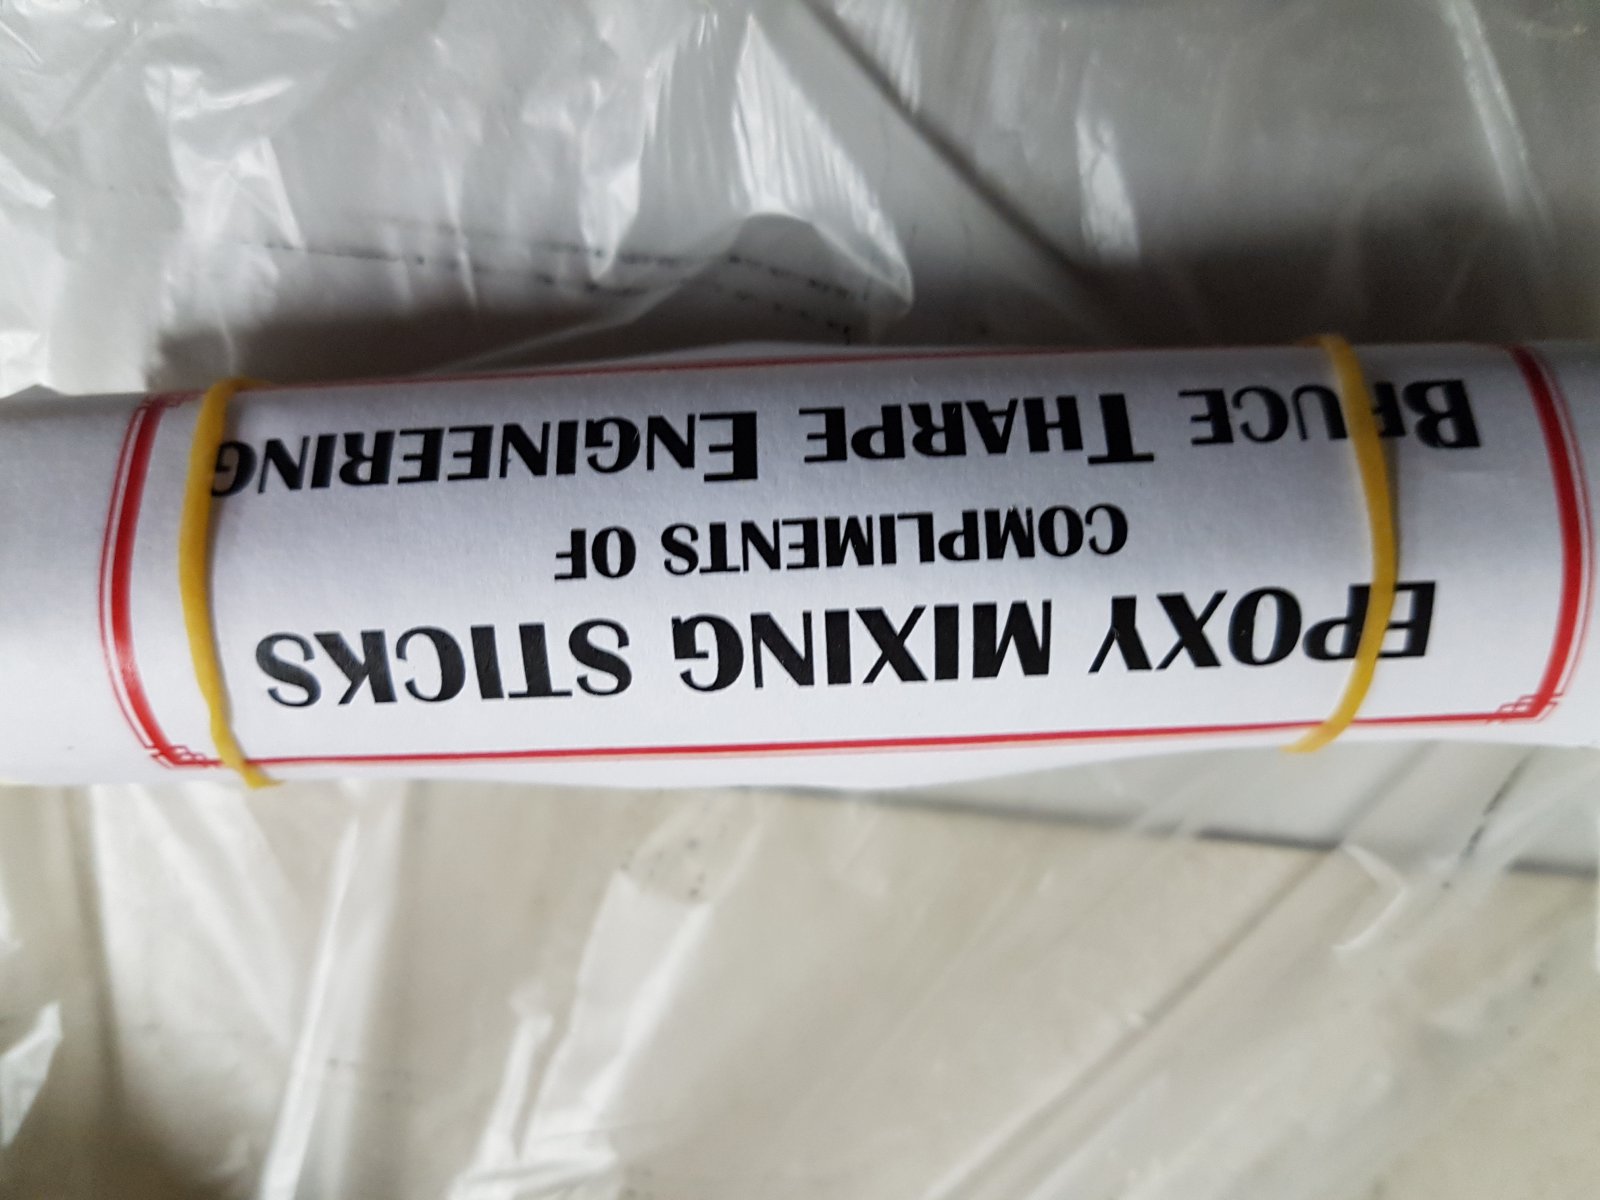 EPOXY MIXING STICKS
COMPLIMENTS OF
BRUCE THARPE ENGINEERING